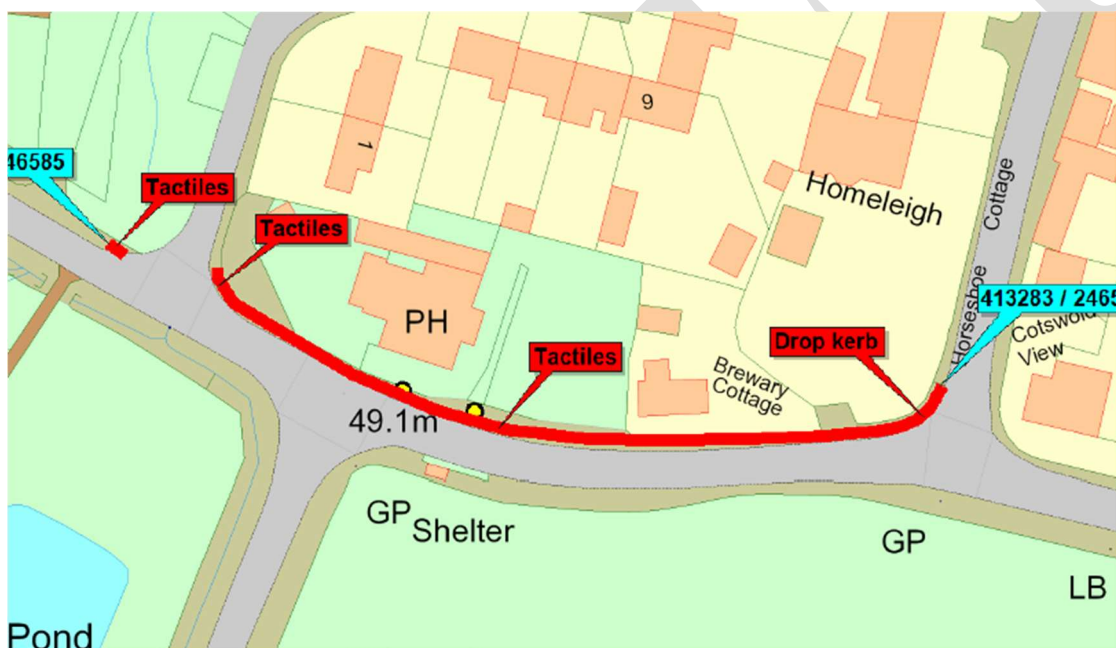 46585
Tactiles
Tactiles
1
9
Homeleigh
Horseshoe Cottage
413283 / 2465
PH
Tactiles
Drop kerb
Cotswold
View
Brewary
Cottage
49.1m
GP
Shelter
GP
LB
Pond